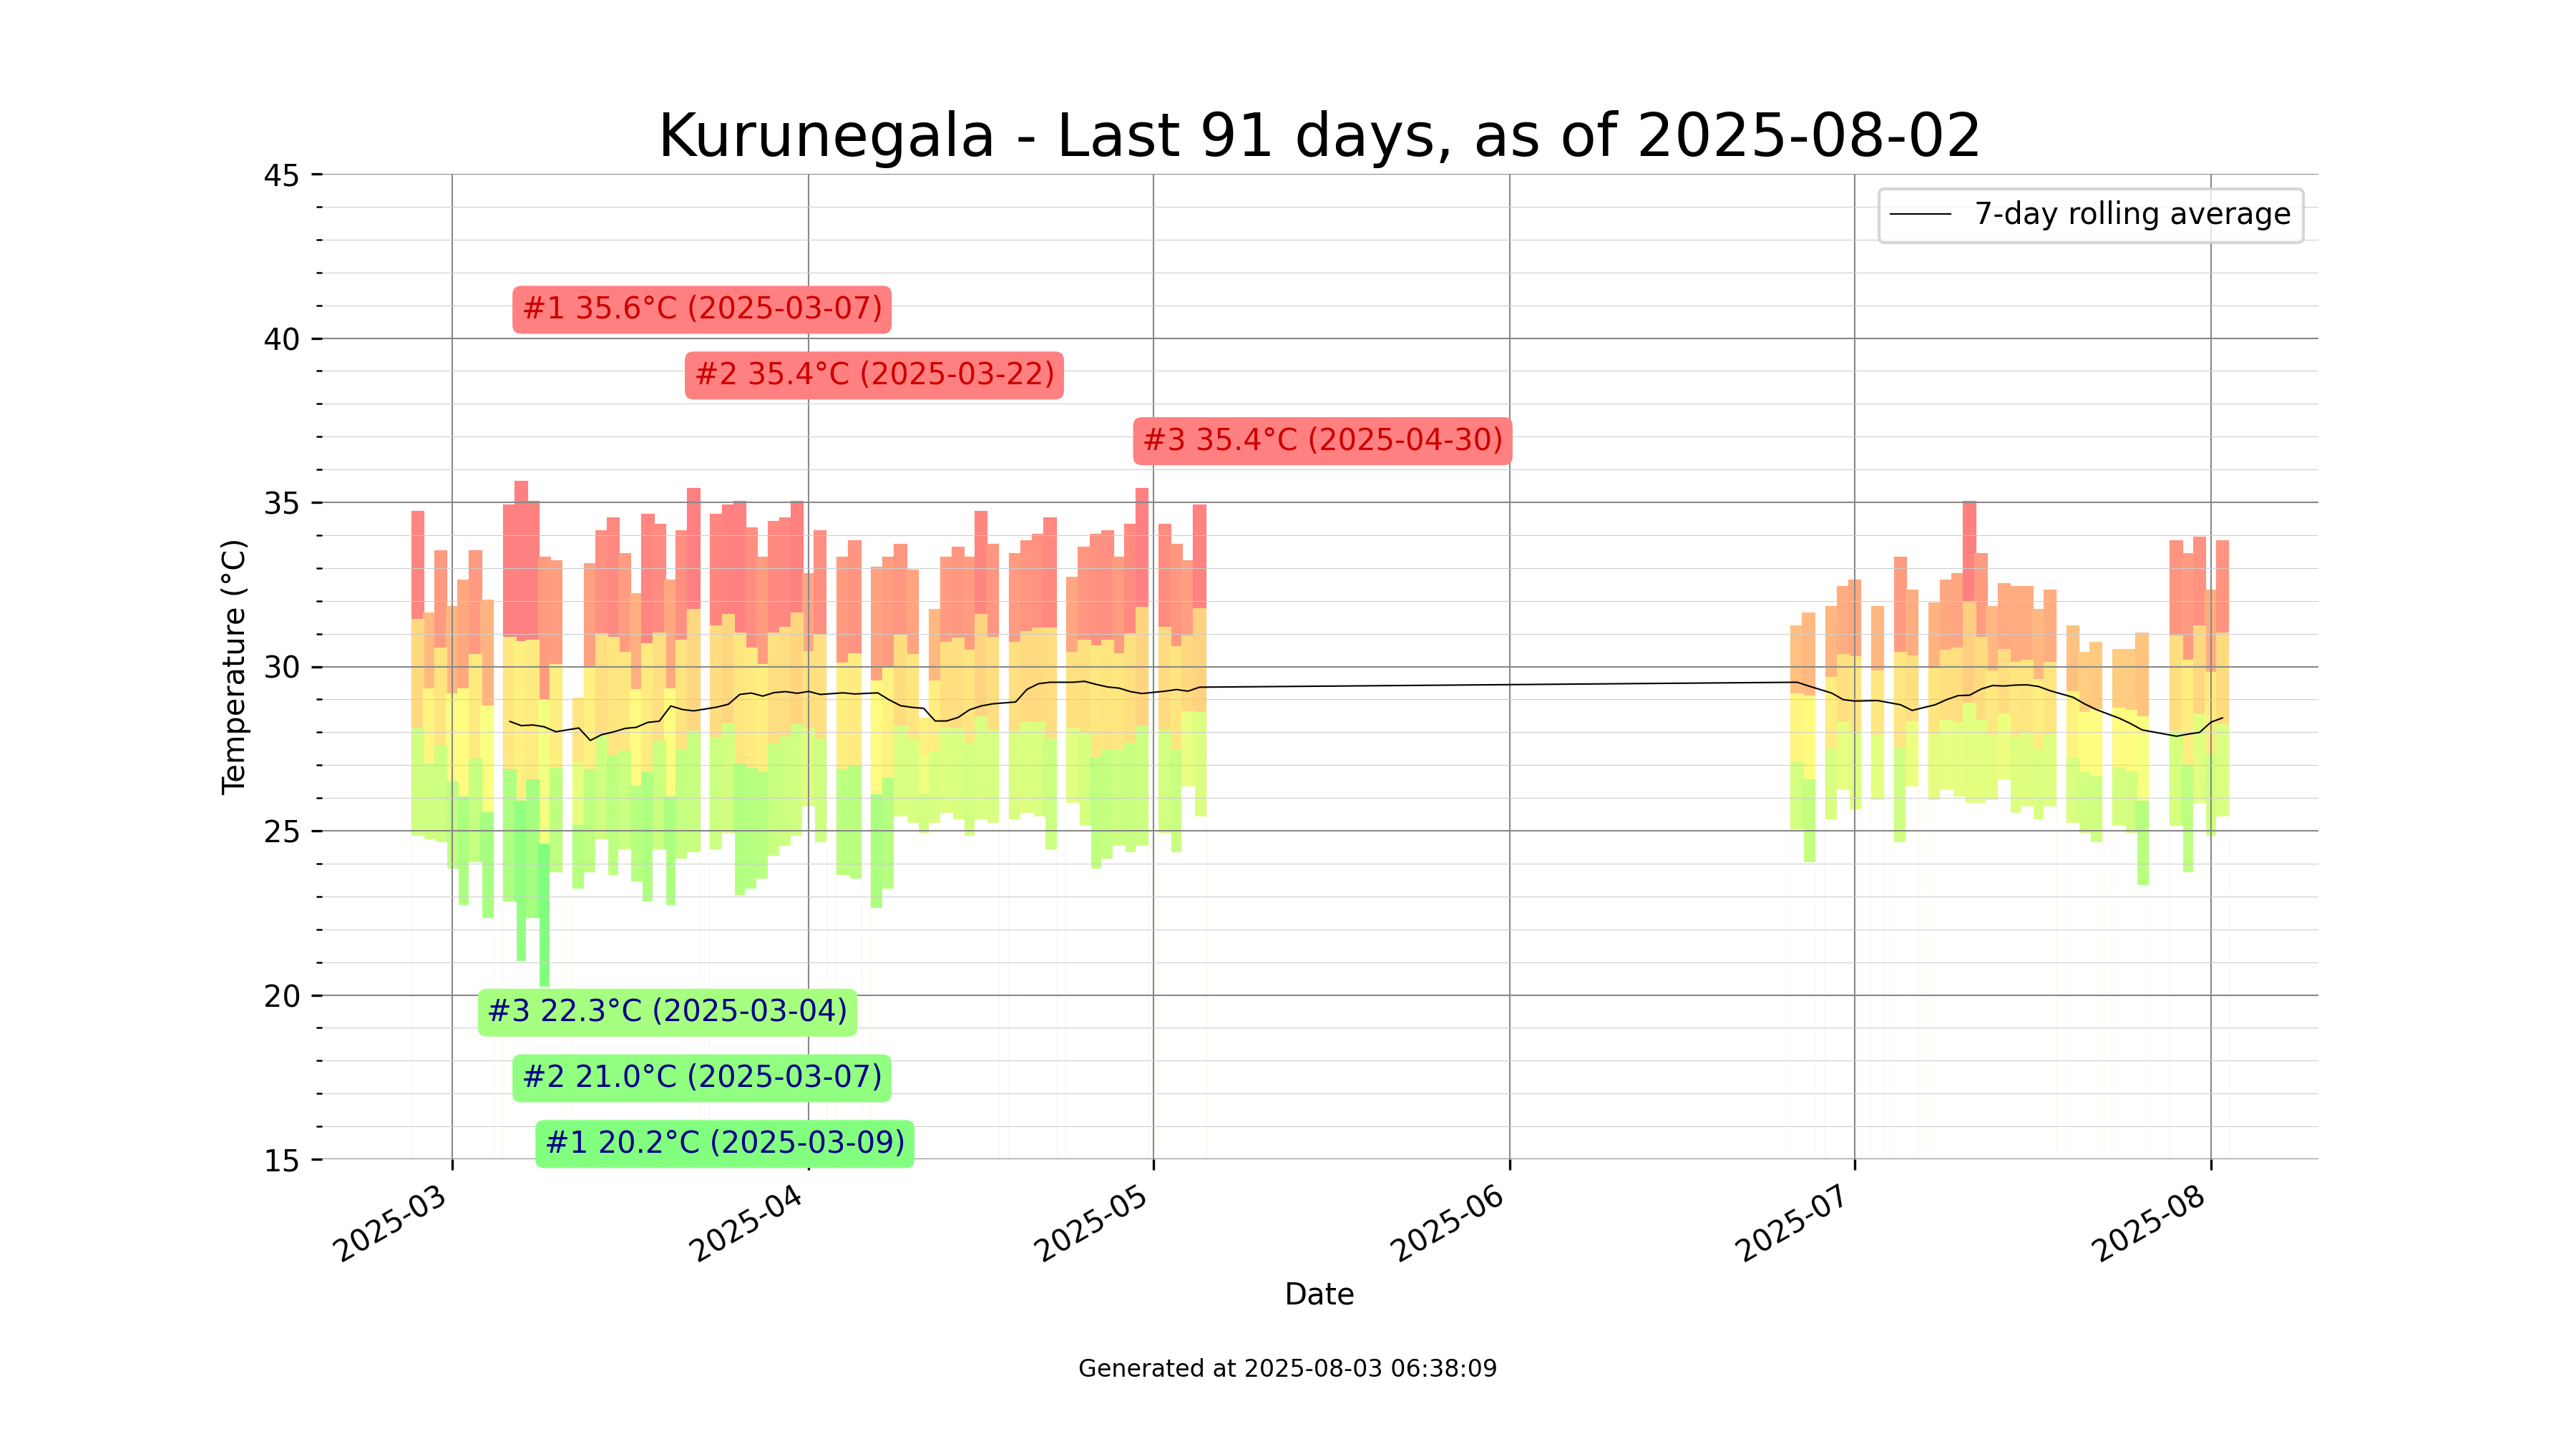 Kurunegala - Last 91 days, as of 2025-08-02
45
40
35
30
25
20
15
Temperature (°C)
7-day rolling average
#1 35.6°C (2025-03-07)
#2 35.4°C (2025-03-22)
#3 35.4°C (2025-04-30)
#3 22.3°C (2025-03-04)
#2 21.0°C (2025-03-07)
#1 20.2°C (2025-03-09)
2025-03
2025-04
2025-05
2025-06
2025-07
2025-08
Date
Generated at 2025-08-03 06:38:09